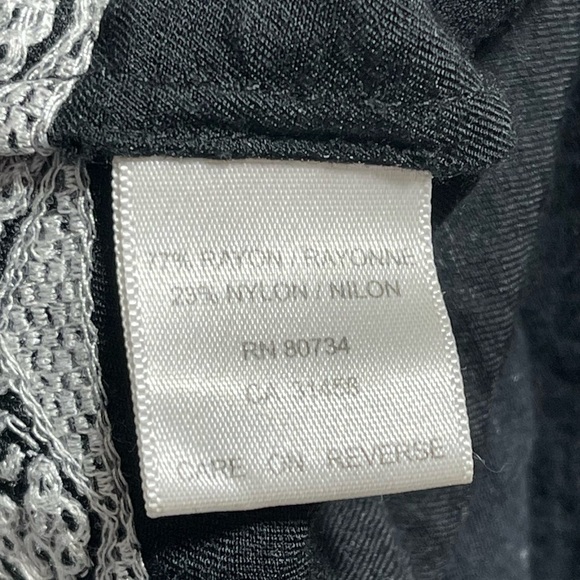 77% RAYON / RAYONNE
23% NYLON / NILON
RN 80734
CA 31458
CARE ON REVERSE